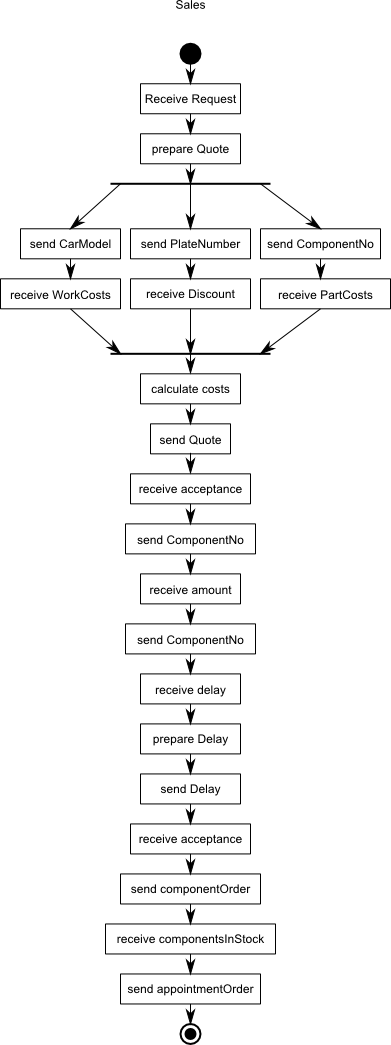 Sales
Receive Request
prepare Quote
send CarModel
send PlateNumber
send ComponentNo
receive WorkCosts
receive Discount
receive PartCosts
calculate costs
send Quote
receive acceptance
send ComponentNo
receive amount
send ComponentNo
receive delay
prepare Delay
send Delay
receive acceptance
send componentOrder
receive componentsInStock
send appointmentOrder